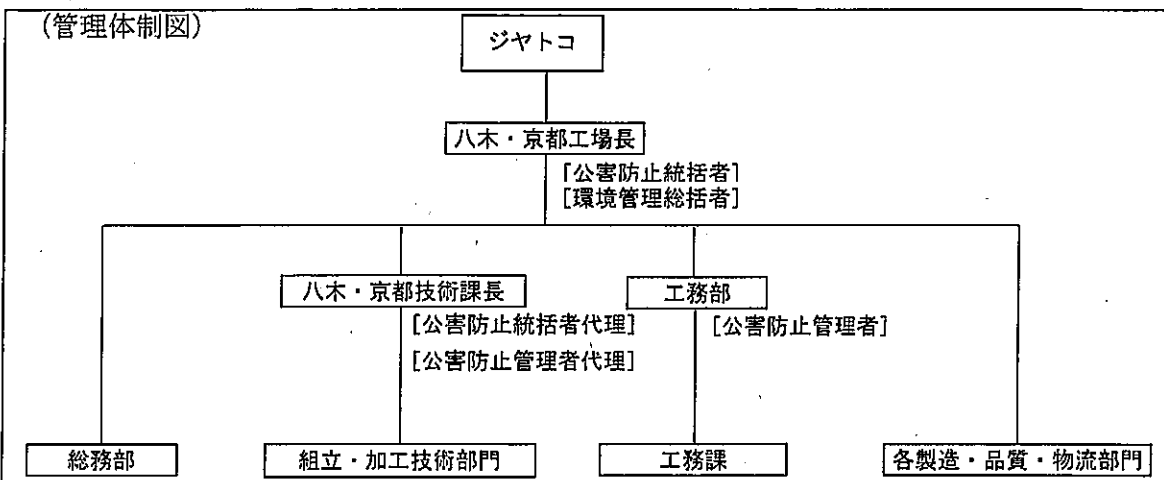 (管理体制図)
ジヤトコ
八木・京都工場長
[公害防止統括者]
[環境管理総括者]
八木・京都技術課長
工務部
[公害防止統括者代理]
[公害防止管理者]
[公害防止管理者代理]
総務部
組立・加工技術部門
工務課
各製造・品質・物流部門